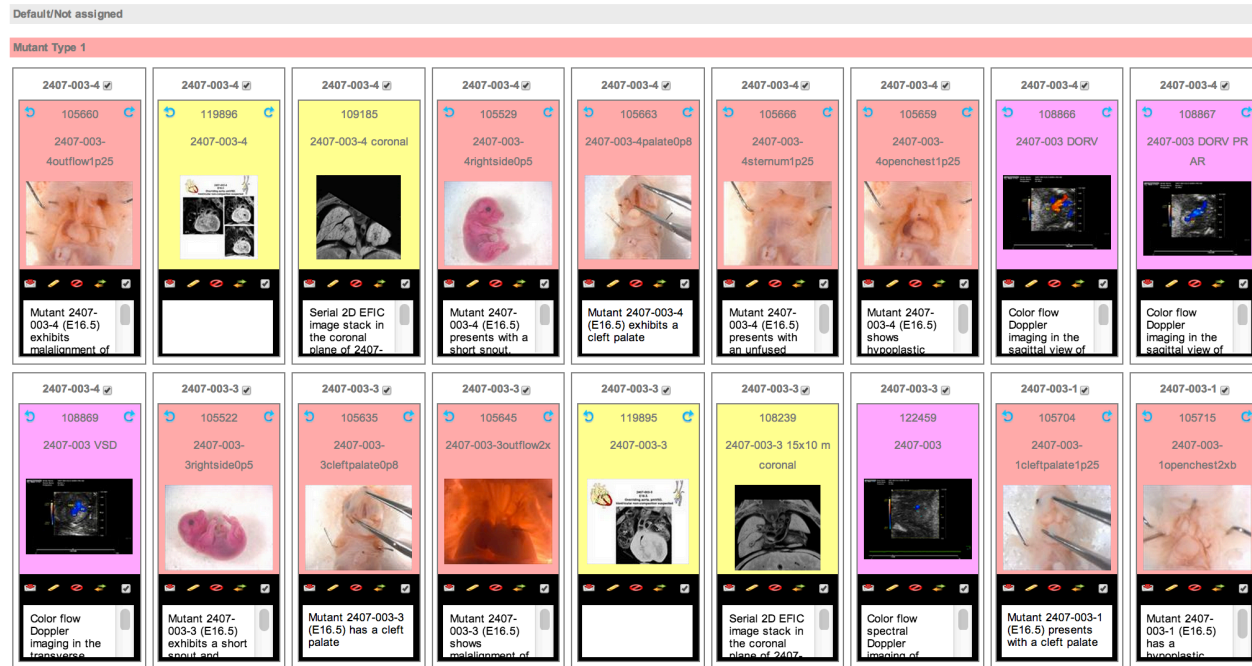 Default/Not assigned
Mutant Type 1
2407-003-4
105660
2407-003-
4outflow1p25
Mutant 2407-
003-4 (E16.5)
exhibits
malalignment of
2407-003-4
119896
2407-003-4
2407-003-4
109185
2407-003-4 coronal
Serial 2D EFIC
image stack in
the coronal
plane of 2407-
2407-003-4
105529
2407-003-
4rightside0p5
Mutant 2407-
003-4 (E16.5)
presents with a
short snout.
2407-003-4
105663
2407-003-4palate0p8
Mutant 2407-003-4
(E16.5) exhibits a
cleft palate
2407-003-4
105666
2407-003-
4sternum1p25
Mutant 2407-
003-4 (E16.5)
presents with
an unfused
2407-003-4
105659
2407-003-
4openchest1p25
Mutant 2407-
003-4 (E16.5)
shows
hypoplastic
2407-003-4
108866
2407-003 DORV
Color flow
Doppler
imaging in the
sagittal view of
2407-003-4
108867
2407-003 DORV PR
AR
Color flow
Doppler
imaging in the
sagittal view of
2407-003-4
108869
2407-003 VSD
Color flow
Doppler
imaging in the
transverse
2407-003-3
105522
2407-003-
3rightside0p5
Mutant 2407-
003-3 (E16.5)
exhibits a short
snout and
2407-003-3
105635
2407-003-
3cleftpalate0p8
Mutant 2407-003-3
(E16.5) has a cleft
palate
2407-003-3
105645
2407-003-3outflow2x
Mutant 2407-
003-3 (E16.5)
shows
malalignment of
2407-003-3
119895
2407-003-3
2407-003-3
108239
2407-003-3 15x10 m
coronal
Serial 2D EFIC
image stack in
the coronal
plane of 2407-
2407-003-3
122459
2407-003
Color flow
spectral
Doppler
imaging of
2407-003-1
105704
2407-003-
1cleftpalate1p25
Mutant 2407-003-1
(E16.5) presents
with a cleft palate
2407-003-1
105715
2407-003-
1openchest2xb
Mutant 2407-
003-1 (E16.5)
has a
hypoplastic